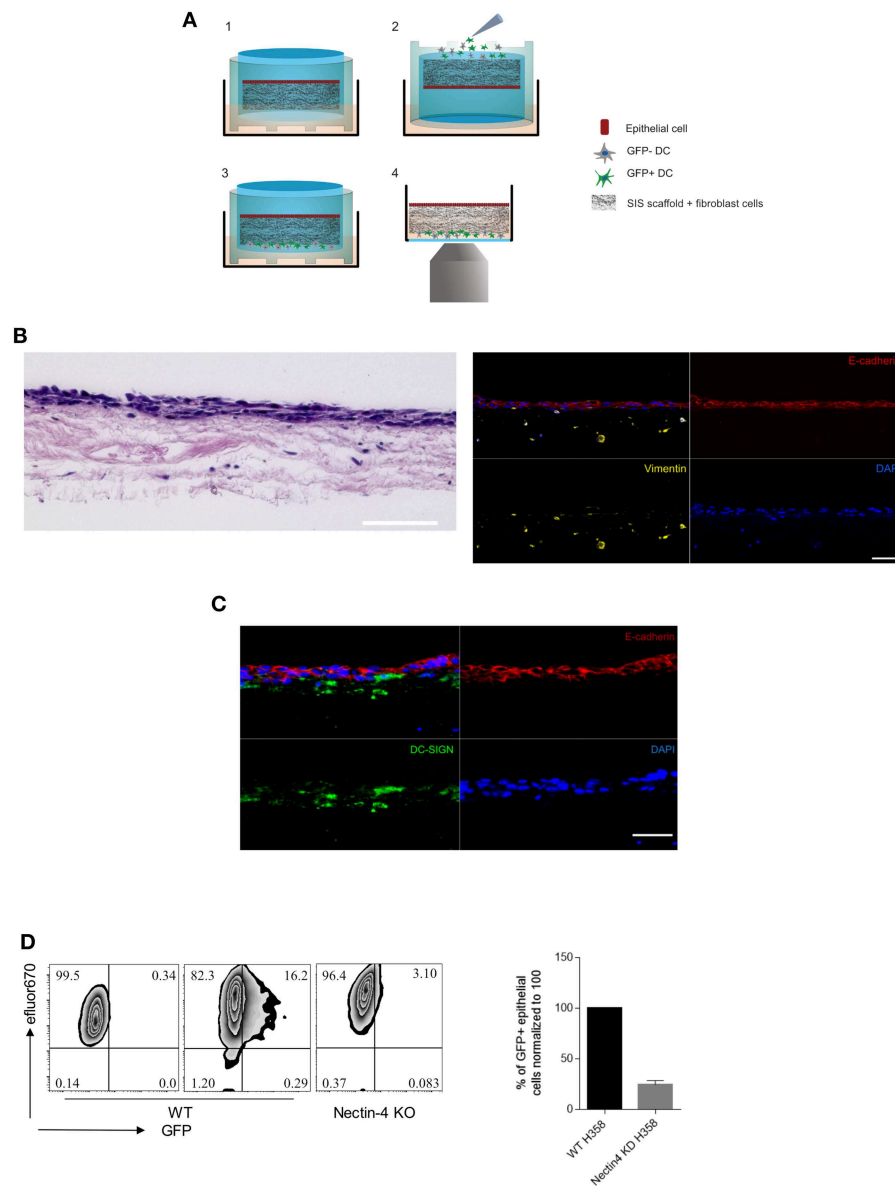 A
1
2
3
4
Epithelial cell
GFP- DC
GFP+ DC
SIS scaffold + fibroblast cells
B
E-cadherin
Vimentin
DAPI
C
E-cadherin
DC-SIGN
DAPI
D
efluor670
99.5
0.34
0.14
0.0
82.3
16.2
1.20
0.29
96.4
3.10
0.37
0.083
WT
Nectin-4 KO
GFP
% of GFP+ epithelial
cells normalized to 100
150
100
50
0
WT H358
Nectin4 KD H358